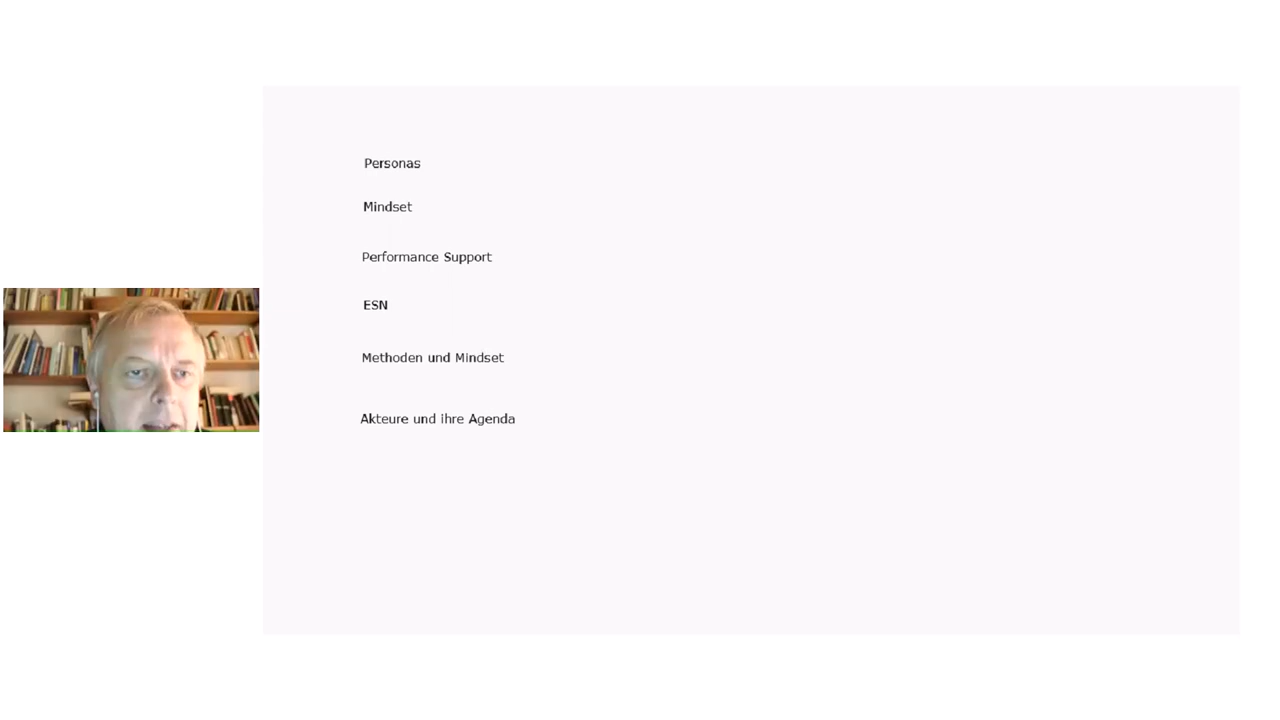 Personas
Mindset
Performance Support
ESN
Methoden und Mindset
Akteure und ihre Agenda